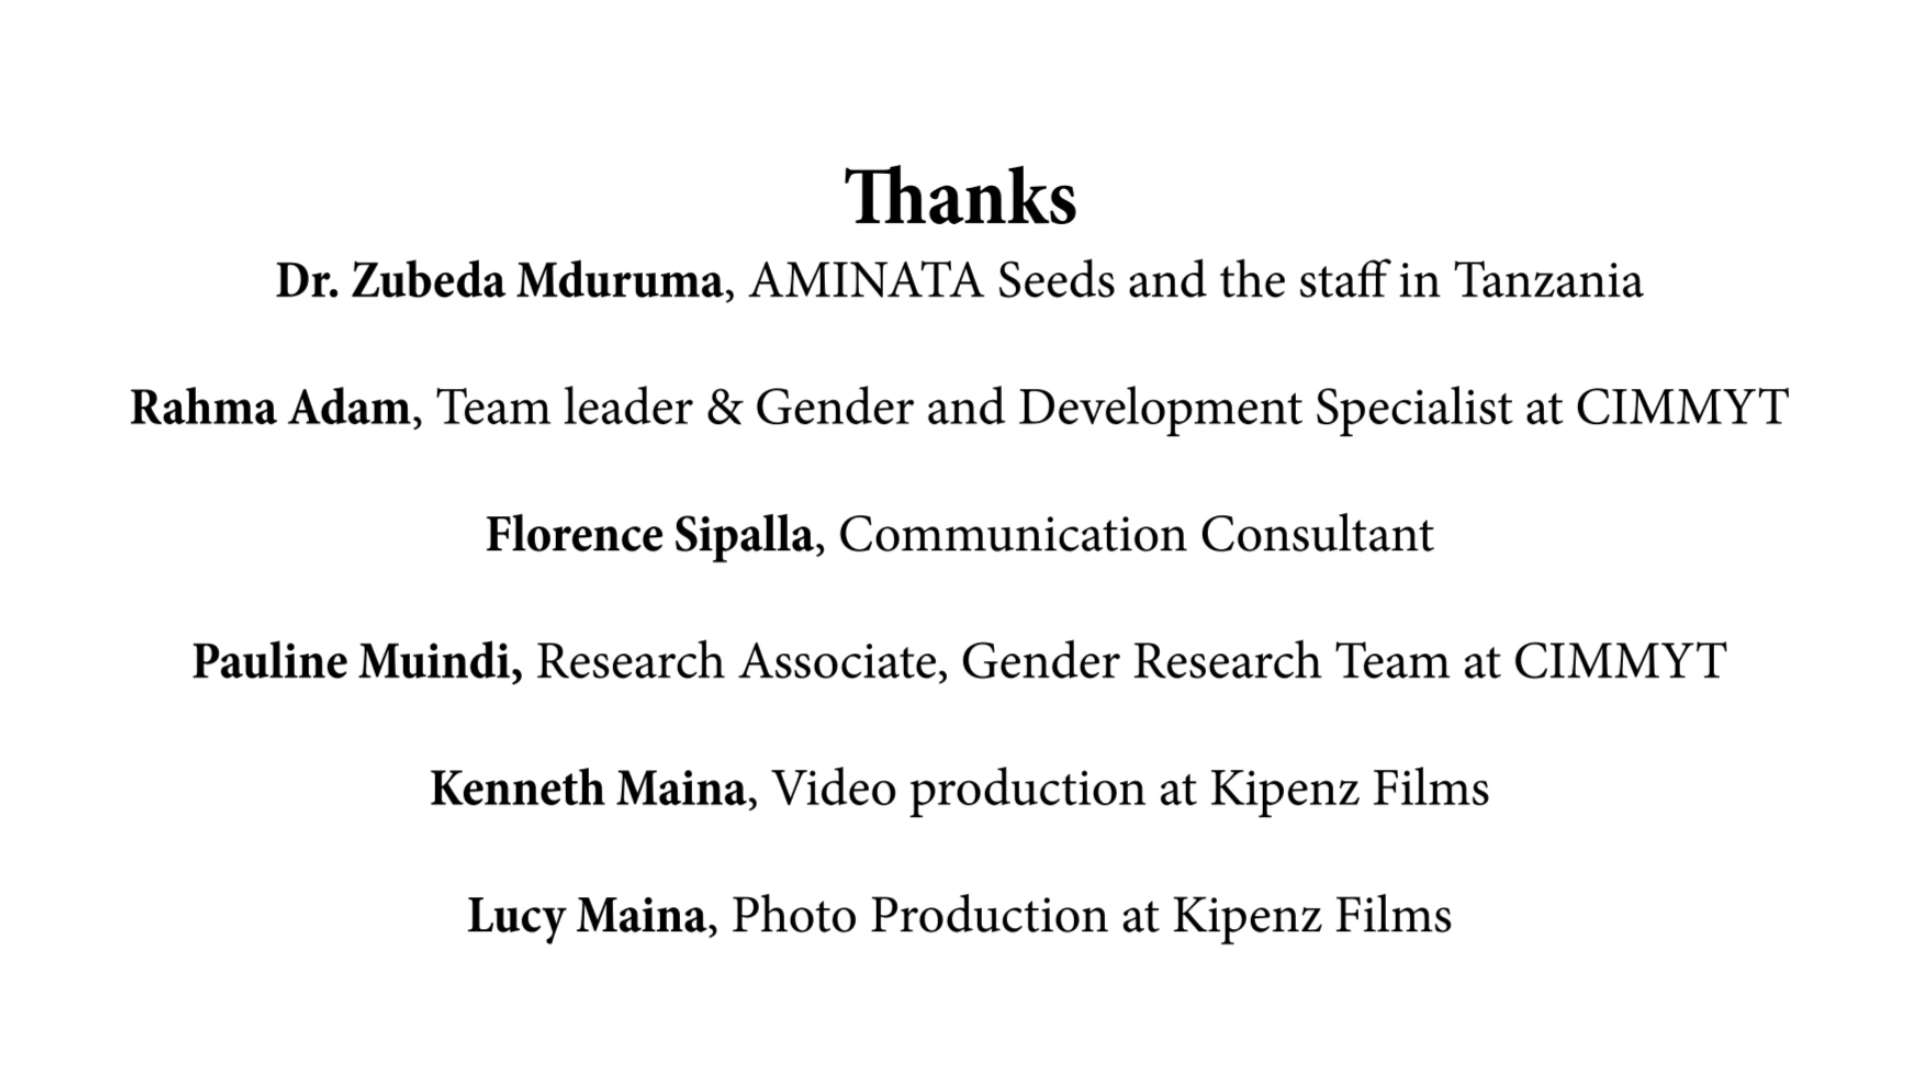 Thanks
Dr. Zubeda Mduruma, AMINATA Seeds and the staff in Tanzania
Rahma Adam, Team leader & Gender and Development Specialist at CIMMYT
Florence Sipalla, Communication Consultant
Pauline Muindi, Research Associate, Gender Research Team at CIMMYT
Kenneth Maina, Video production at Kipenz Films
Lucy Maina, Photo Production at Kipenz Films